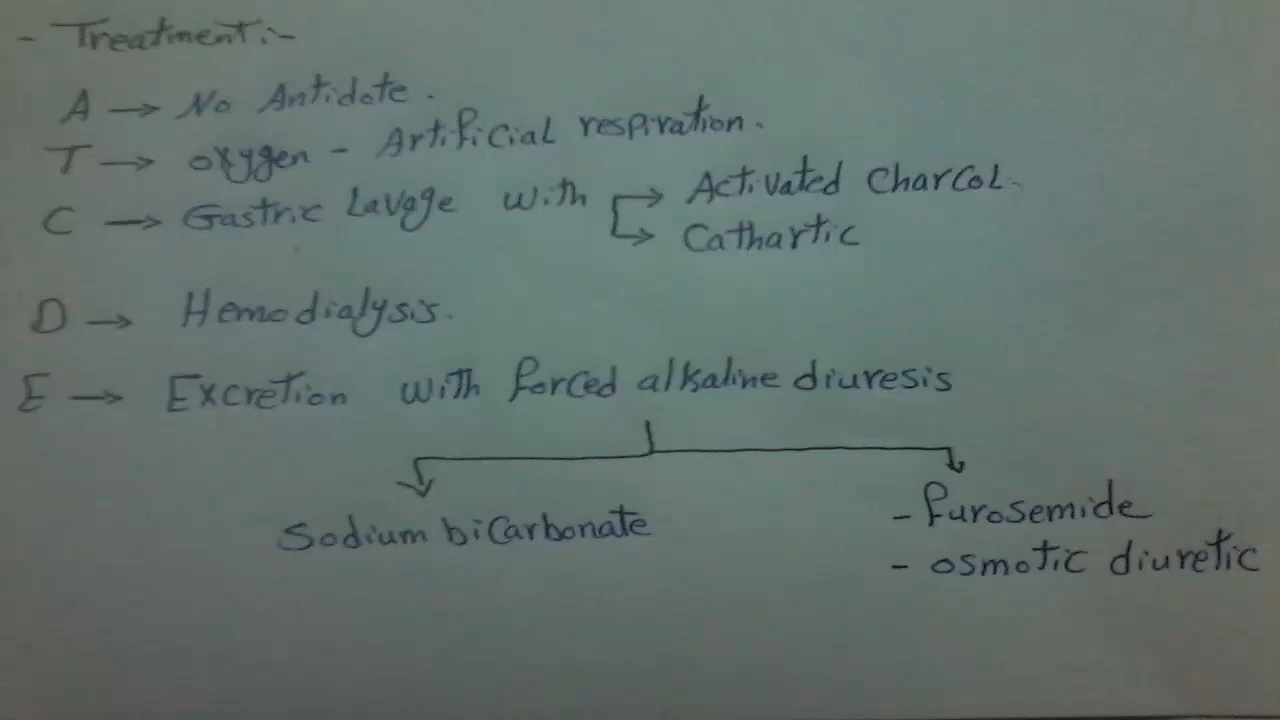 - Treatment:-
A → No Antidote.
T → oxygen - Artificial respiration.
C → Gastric Lavage with → Activated Charcol.
→ Cathartic
D → Hemodialysis.
E → Excretion with forced alkaline diuresis
Sodium bicarbonate
- furosemide
- osmotic diuretic